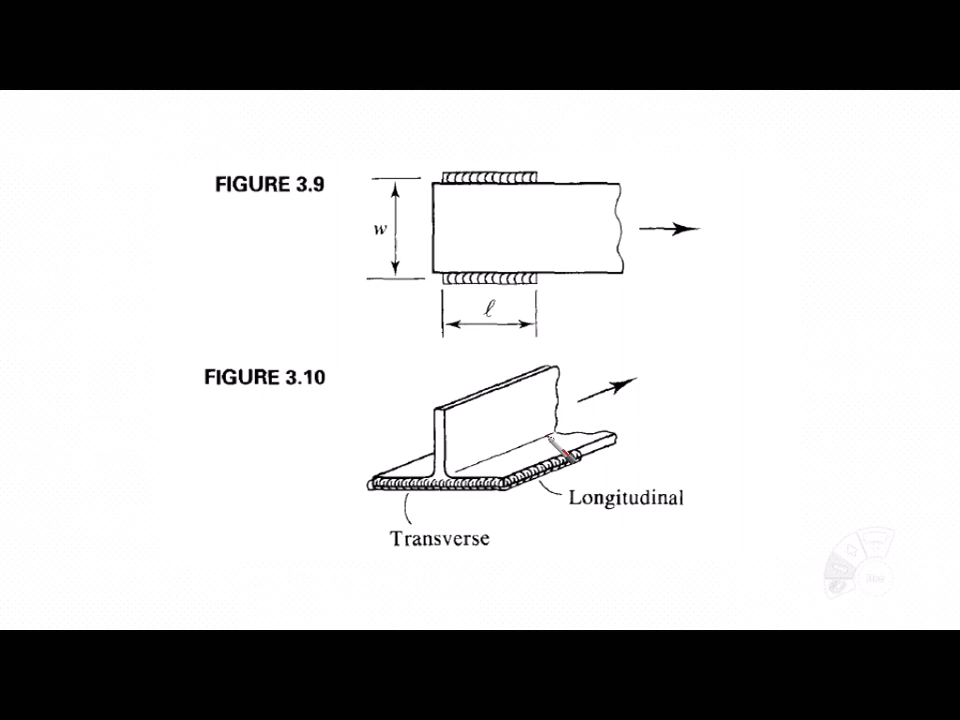 FIGURE 3.9
w
ℓ
FIGURE 3.10
Longitudinal
Transverse